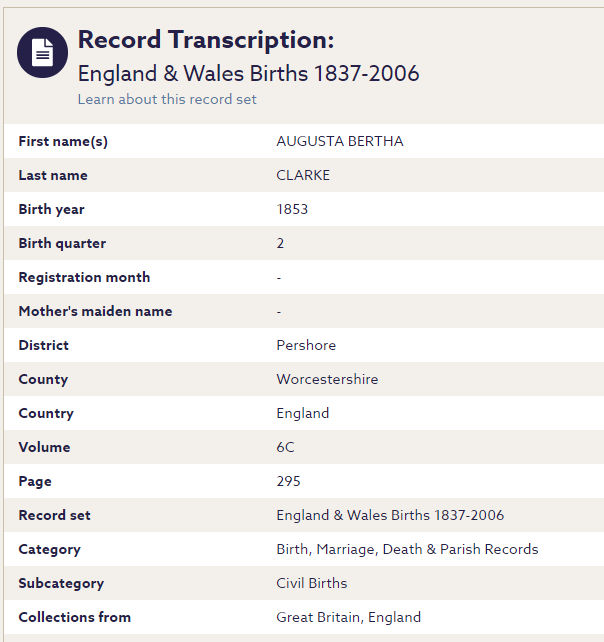 Record Transcription:
England & Wales Births 1837-2006
Learn about this record set
First name(s) AUGUSTA BERTHA
Last name CLARKE
Birth year 1853
Birth quarter 2
Registration month -
Mother's maiden name -
District Pershore
County Worcestershire
Country England
Volume 6C
Page 295
Record set England & Wales Births 1837-2006
Category Birth, Marriage, Death & Parish Records
Subcategory Civil Births
Collections from Great Britain, England